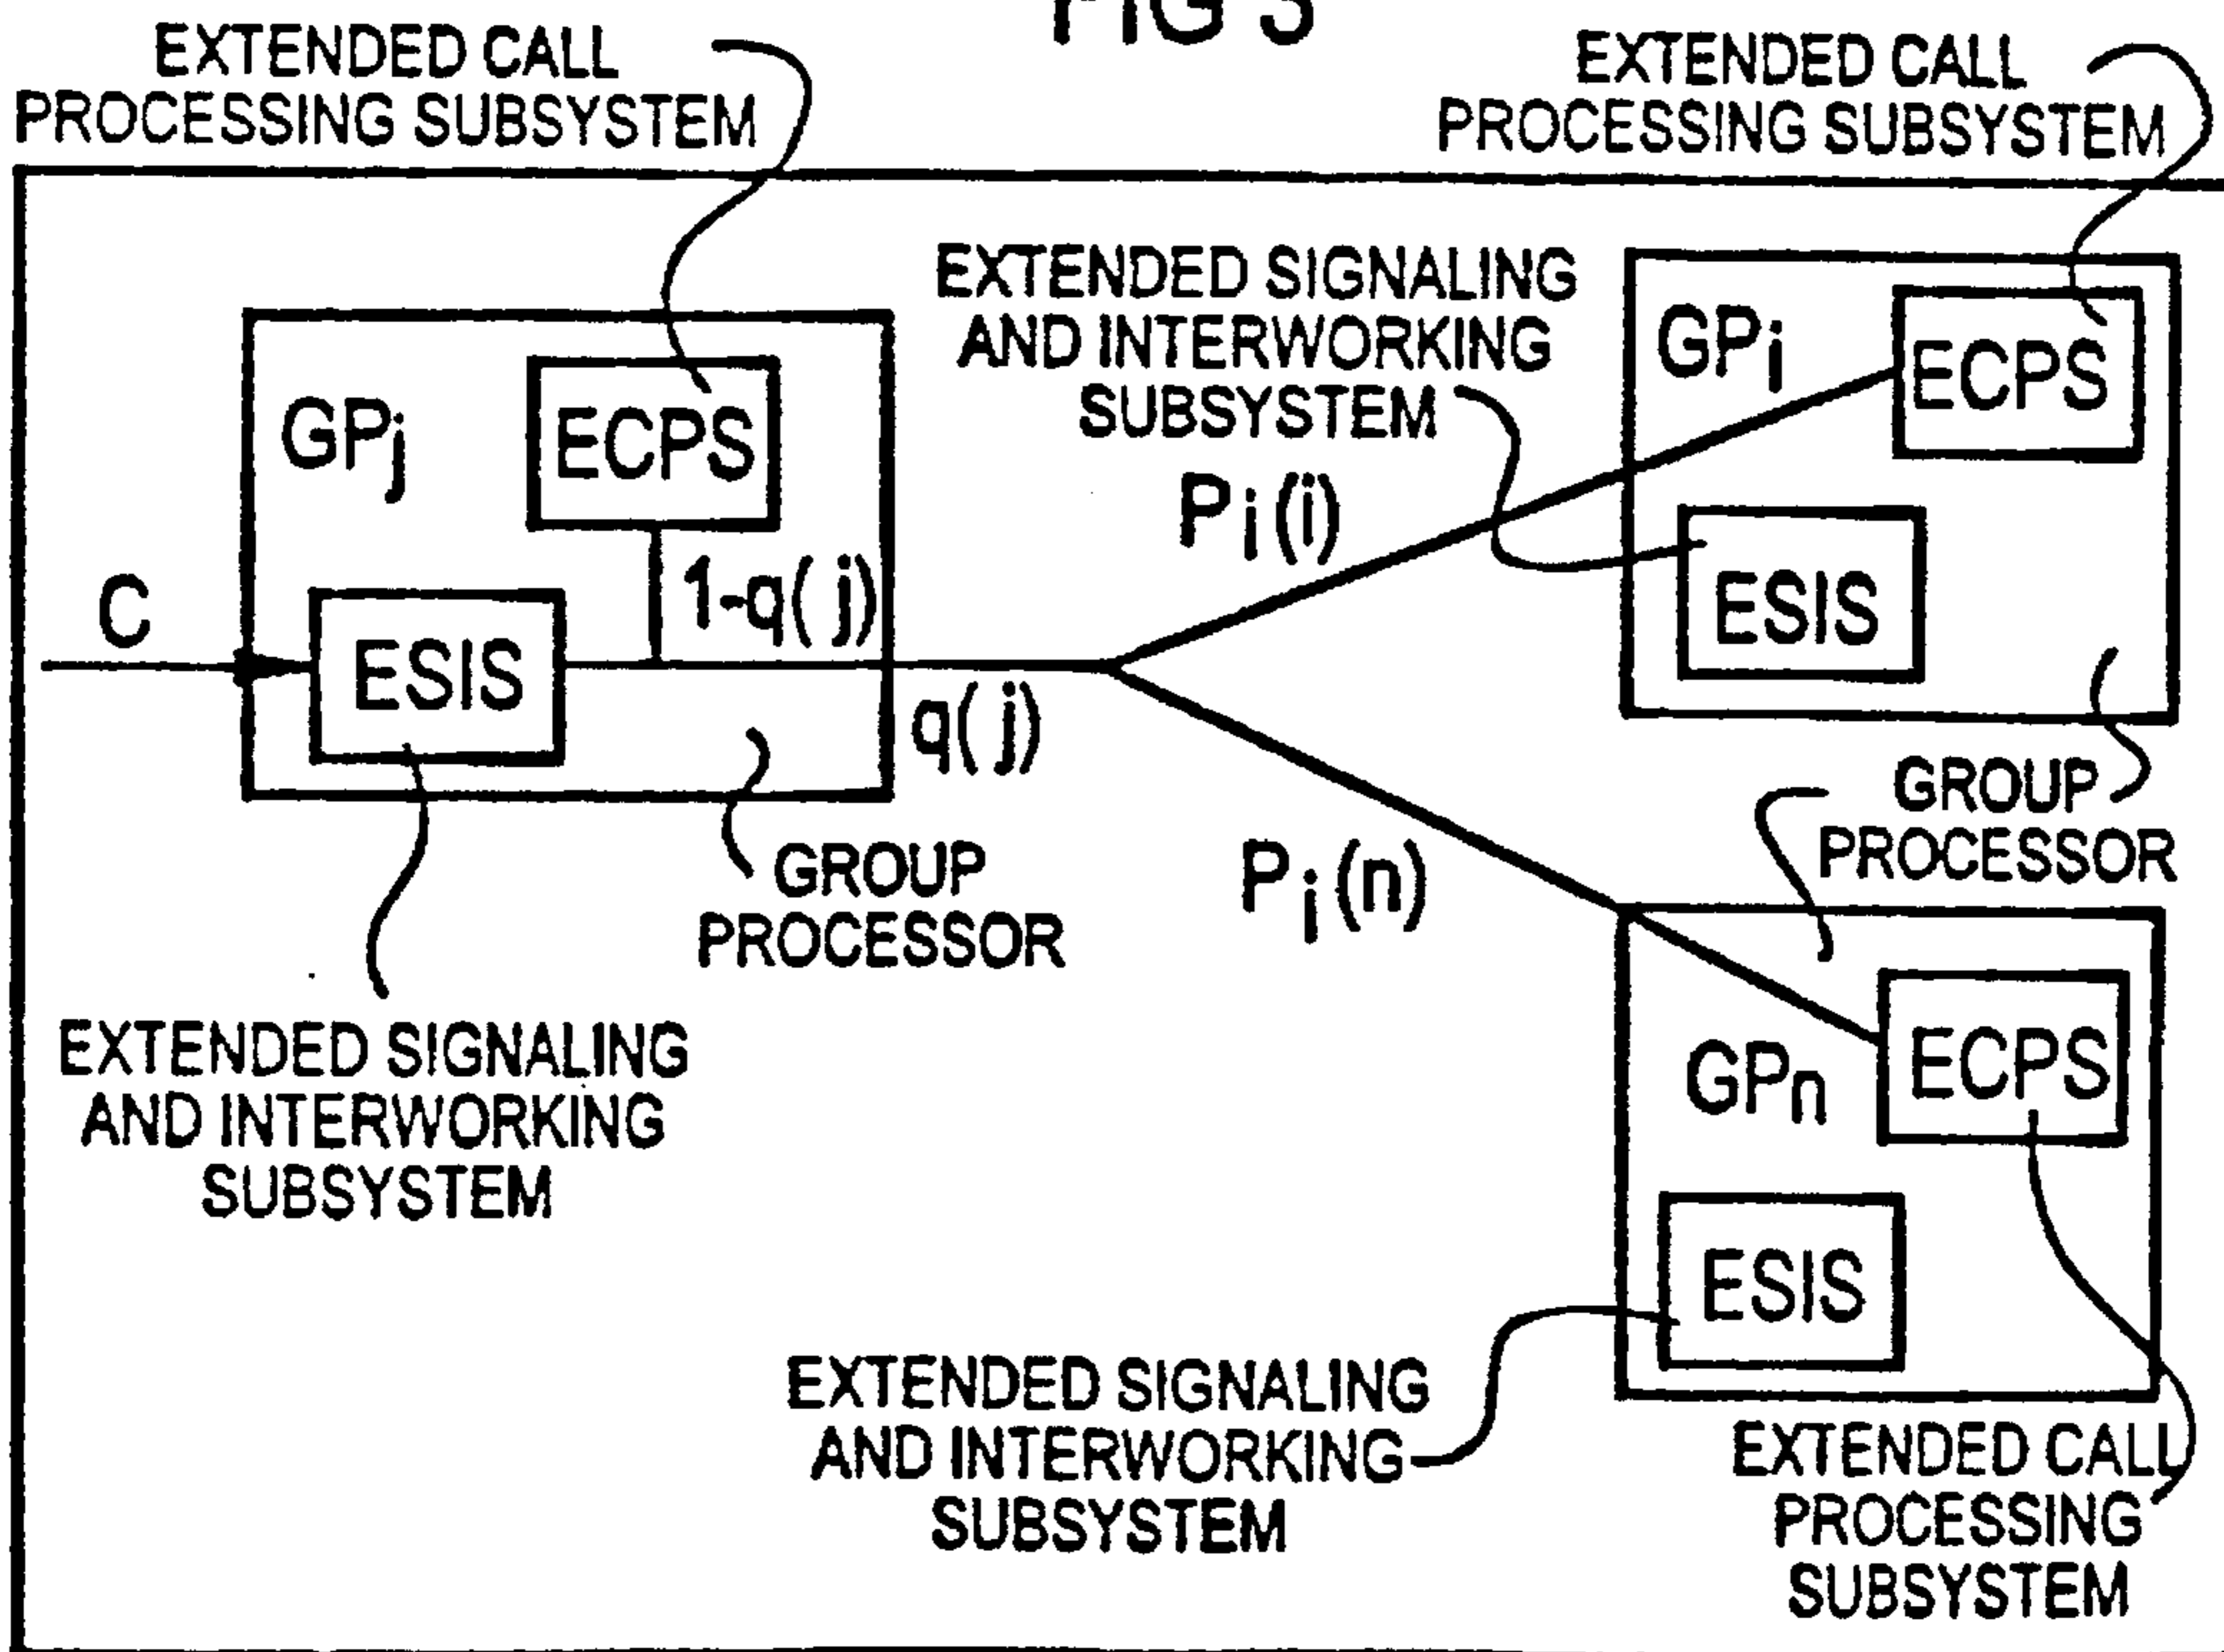 FIG 3
EXTENDED CALL
PROCESSING SUBSYSTEM
EXTENDED CALL
PROCESSING SUBSYSTEM
EXTENDED SIGNALING
AND INTERWORKING
SUBSYSTEM
GPj
ECPS
GPi
ECPS
Pi(i)
C
1-q(j)
ESIS
ESIS
q(j)
GROUP
PROCESSOR
GROUP
PROCESSOR
Pi(n)
EXTENDED SIGNALING
AND INTERWORKING
SUBSYSTEM
GPn
ECPS
ESIS
EXTENDED SIGNALING
AND INTERWORKING
SUBSYSTEM
EXTENDED CALL
PROCESSING
SUBSYSTEM